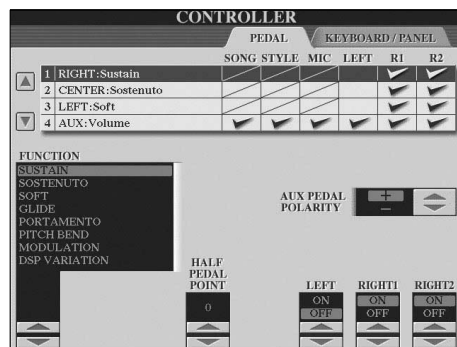 CONTROLLER
PEDAL KEYBOARD / PANEL
SONG STYLE MIC LEFT R1 R2
1 RIGHT:Sustain
2 CENTER:Sostenuto
3 LEFT:Soft
4 AUX:Volume
FUNCTION
SUSTAIN
SOSTENUTO
SOFT
GLIDE
PORTAMENTO
PITCH BEND
MODULATION
DSP VARIATION
AUX PEDAL
POLARITY
+
−
HALF
PEDAL
POINT
0
LEFT RIGHT1 RIGHT2
ON ON ON
OFF OFF OFF